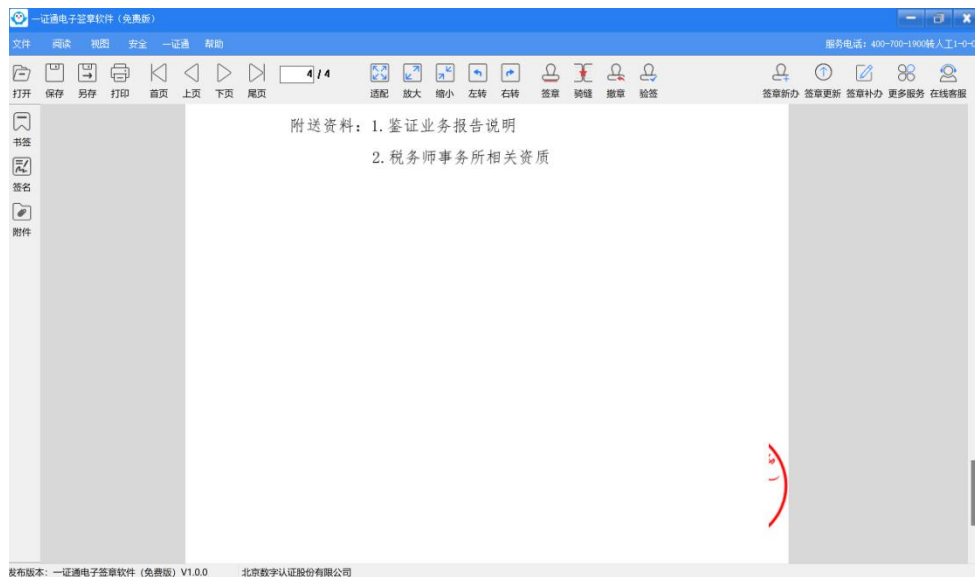 一证通电子签章软件（免费版）
文件 阅读 视图 安全 一证通 帮助 服务电话：400-700-1900转人工1-0-0
4 / 4
打开 保存 另存 打印 首页 上页 下页 尾页 适配 放大 缩小 左转 右转 签章 骑缝 撤章 验签 签章新办 签章更新 签章补办 更多服务 在线客服
书签
签名
附件
附送资料：1.鉴证业务报告说明
2.税务师事务所相关资质
发布版本：一证通电子签章软件（免费版）V1.0.0 北京数字认证股份有限公司